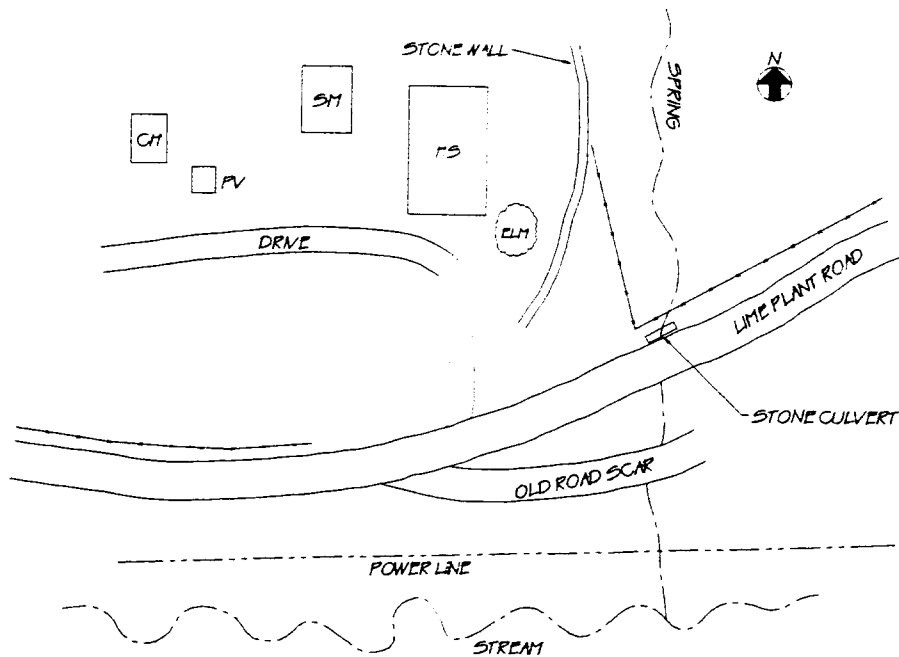 STONE WALL
N
SPRING
SM
FS
CM
PV
ELM
DRIVE
LIME PLANT ROAD
STONE CULVERT
OLD ROAD SCAR
POWER LINE
STREAM